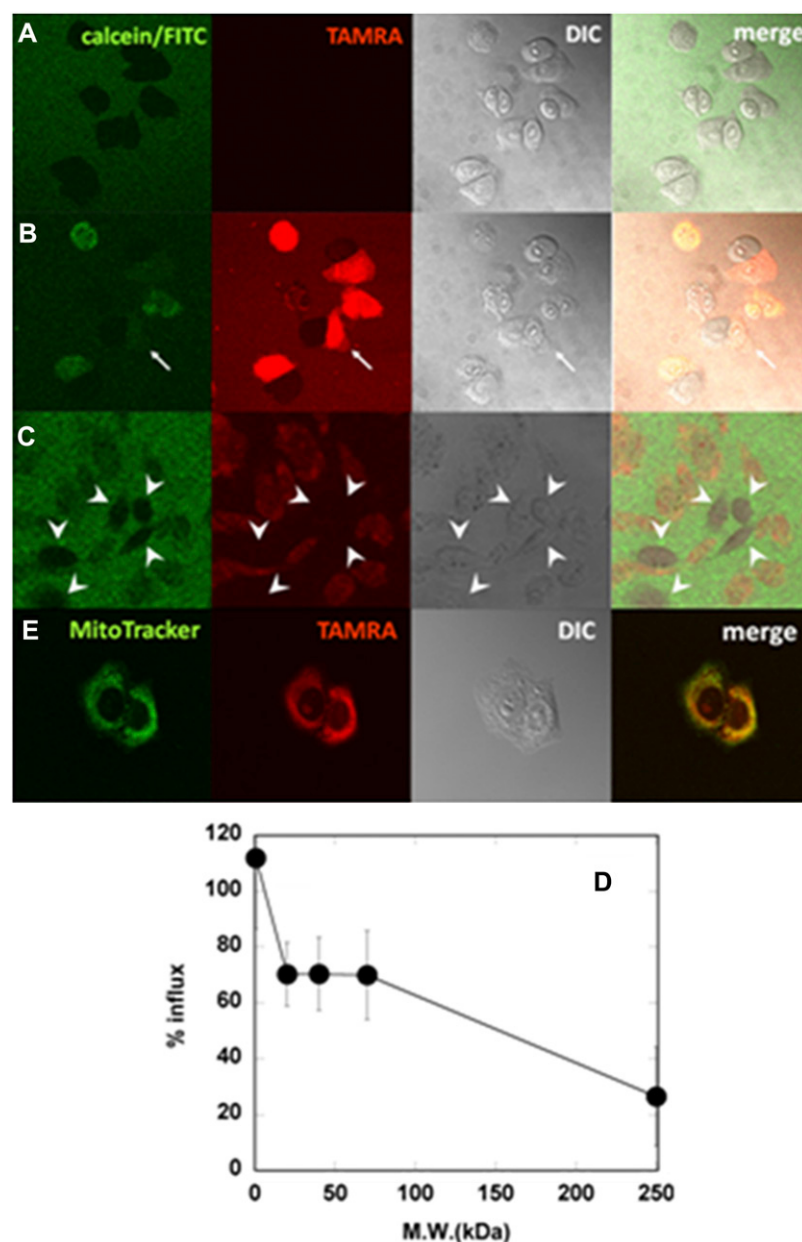 A calcein/FITC TAMRA DIC merge
B
C
E MitoTracker TAMRA DIC merge
D
120
100
80
60
40
20
0
% influx
0 50 100 150 200 250
M.W.(kDa)